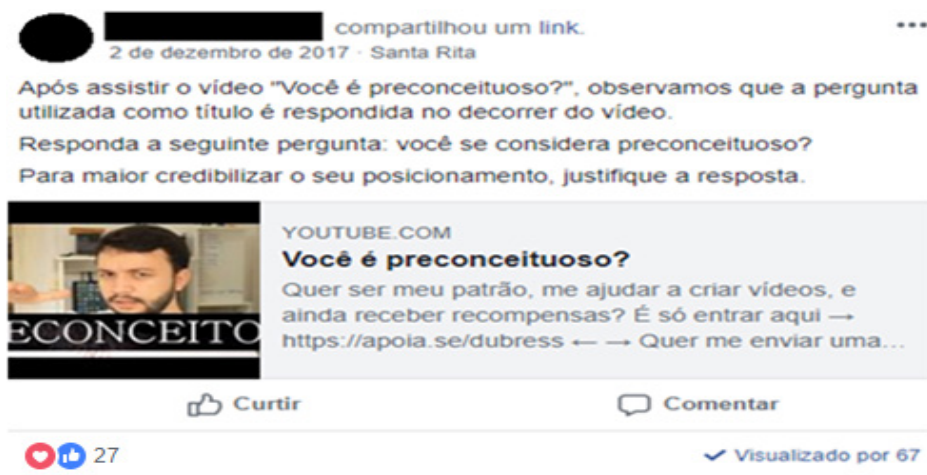 compartilhou um link.
2 de dezembro de 2017 · Santa Rita
Após assistir o vídeo "Você é preconceituoso?", observamos que a pergunta
utilizada como título é respondida no decorrer do vídeo.
Responda a seguinte pergunta: você se considera preconceituoso?
Para maior credibilizar o seu posicionamento, justifique a resposta.
ECONCEITO
YOUTUBE.COM
Você é preconceituoso?
Quer ser meu patrão, me ajudar a criar vídeos, e
ainda receber recompensas? É só entrar aqui →
https://apoia.se/dubress ← → Quer me enviar uma...
Curtir
Comentar
27
Visualizado por 67